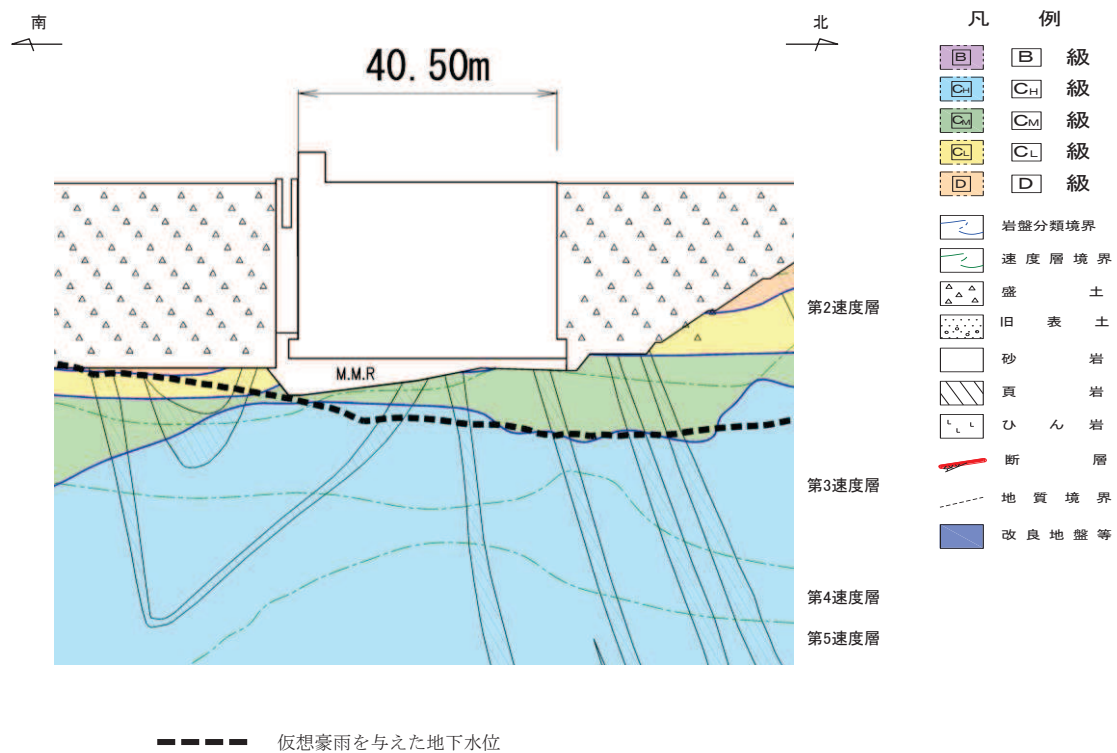 南
北
40.50m
M.M.R
第2速度層
第3速度層
第4速度層
第5速度層
仮想豪雨を与えた地下水位
凡 例
B B 級
CH CH 級
CM CM 級
CL CL 級
D D 級
岩盤分類境界
速度層境界
盛土
旧表土
砂岩
頁岩
ひん岩
断層
地質境界
改良地盤等